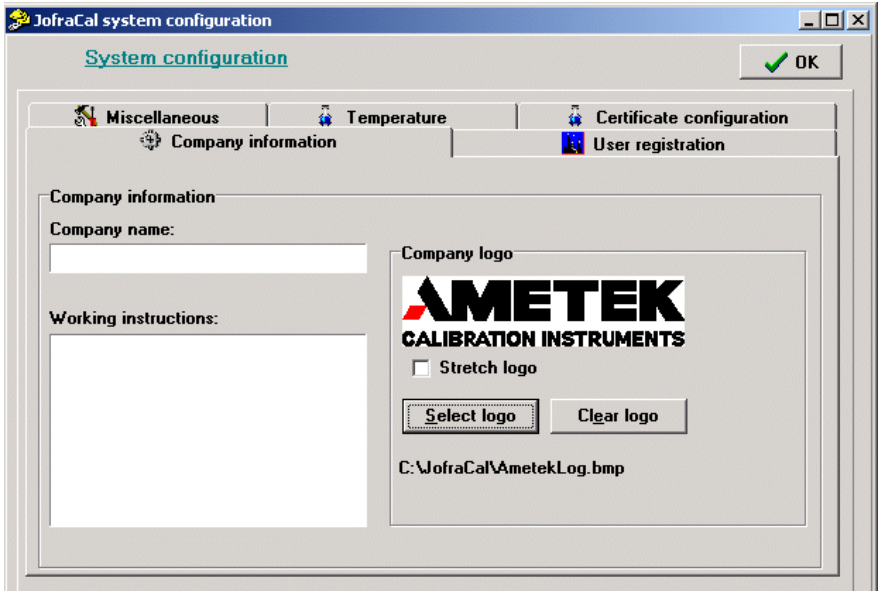 JofraCal system configuration
System configuration
OK
Miscellaneous
Temperature
Certificate configuration
Company information
User registration
Company information
Company name:
Working instructions:
Company logo
AMETEK
CALIBRATION INSTRUMENTS
Stretch logo
Select logo
Clear logo
C:\JofraCal\AmetekLog.bmp